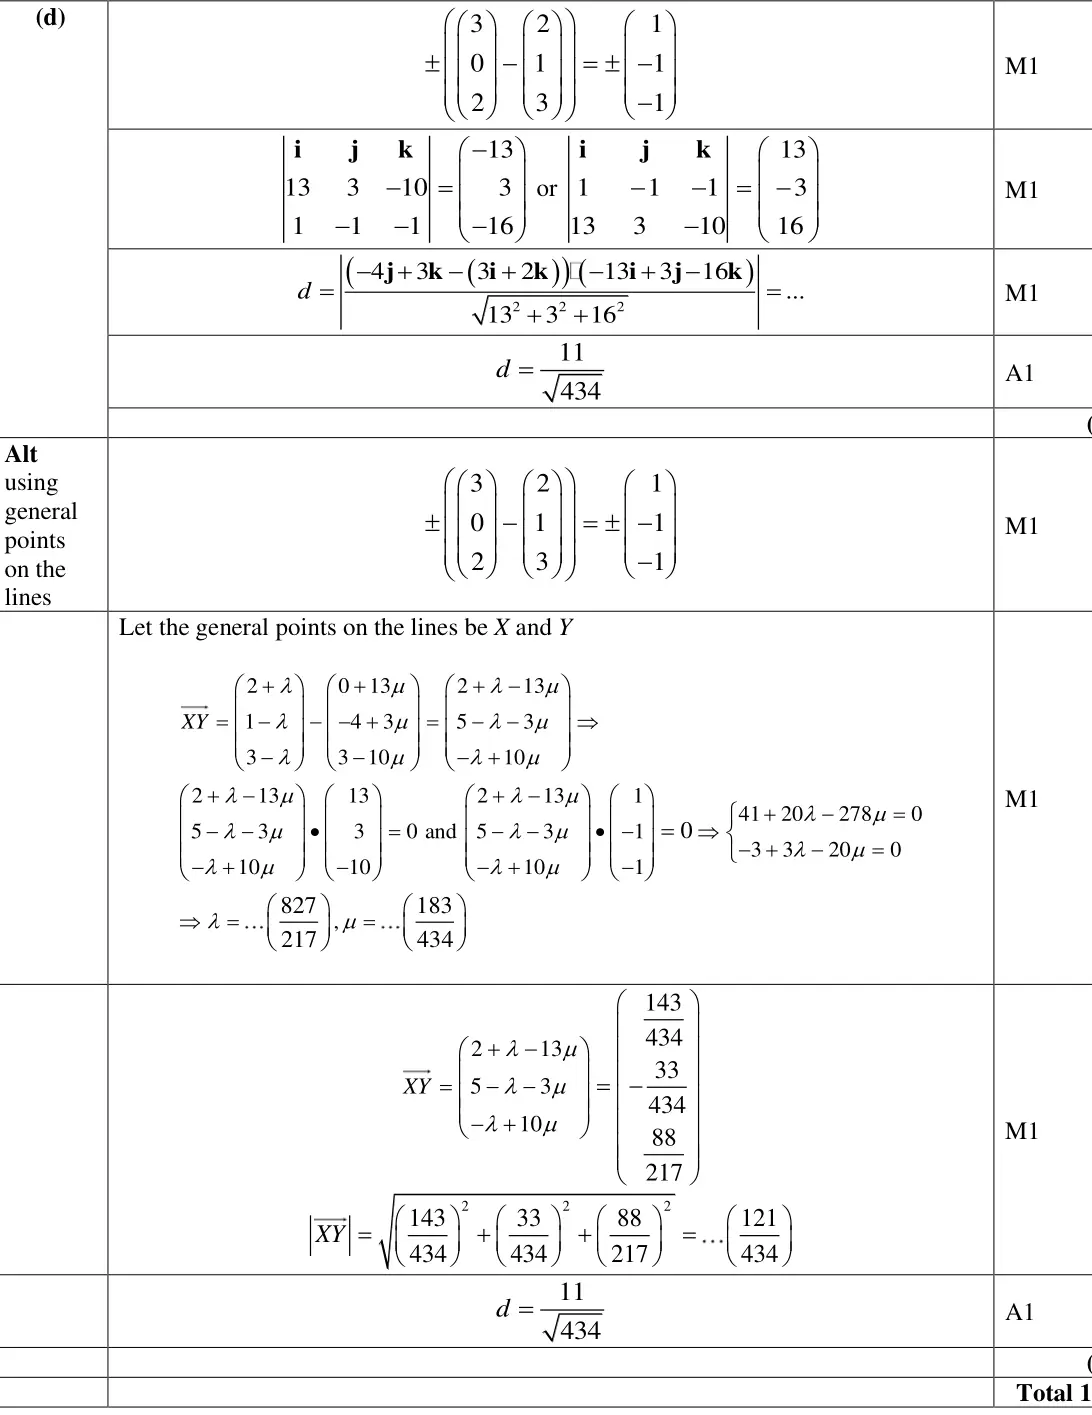 (d)
± ( (3 0 2) − (2 1 3) ) = ± (1 −1 −1)
M1
|i j k; 13 3 −10; 1 −1 −1| = (−13 3 −16) or |i j k; 1 −1 −1; 13 3 −10| = (13 −3 16)
M1
d = |((−4j + 3k − (3i + 2k))□(−13i + 3j − 16k)) / √(13² + 3² + 16²)| = ...
M1
d = 11/√434
A1
(
Alt
using
general
points
on the
lines
± ( (3 0 2) − (2 1 3) ) = ± (1 −1 −1)
M1
Let the general points on the lines be X and Y
XY = (2 + λ, 1 − λ, 3 − λ) − (0 + 13μ, −4 + 3μ, 3 − 10μ) = (2 + λ − 13μ, 5 − λ − 3μ, −λ + 10μ) ⇒
(2 + λ − 13μ, 5 − λ − 3μ, −λ + 10μ) • (13, 3, −10) = 0 and (2 + λ − 13μ, 5 − λ − 3μ, −λ + 10μ) • (1, −1, −1) = 0 ⇒ { 41 + 20λ − 278μ = 0, −3 + 3λ − 20μ = 0
M1
⇒ λ = …(827/217), μ = …(183/434)
XY = (2 + λ − 13μ, 5 − λ − 3μ, −λ + 10μ) = (143/434, −33/434, 88/217)
M1
|XY| = √((143/434)² + (33/434)² + (88/217)²) = …(121/434)
d = 11/√434
A1
(
Total 1